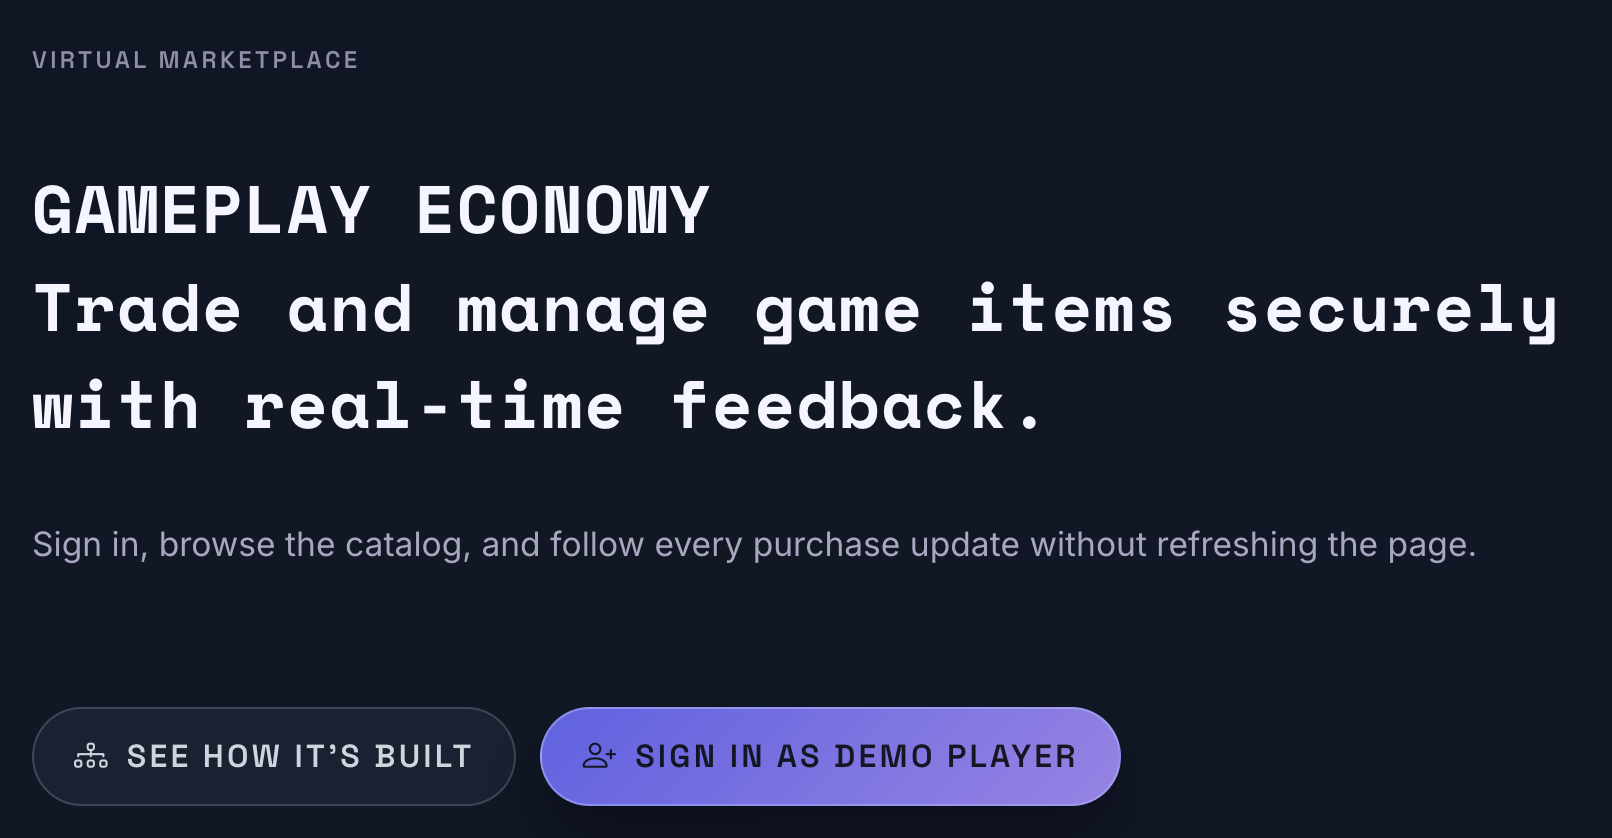 VIRTUAL MARKETPLACE
GAMEPLAY ECONOMY
Trade and manage game items securely
with real-time feedback.
Sign in, browse the catalog, and follow every purchase update without refreshing the page.
SEE HOW IT’S BUILT
SIGN IN AS DEMO PLAYER